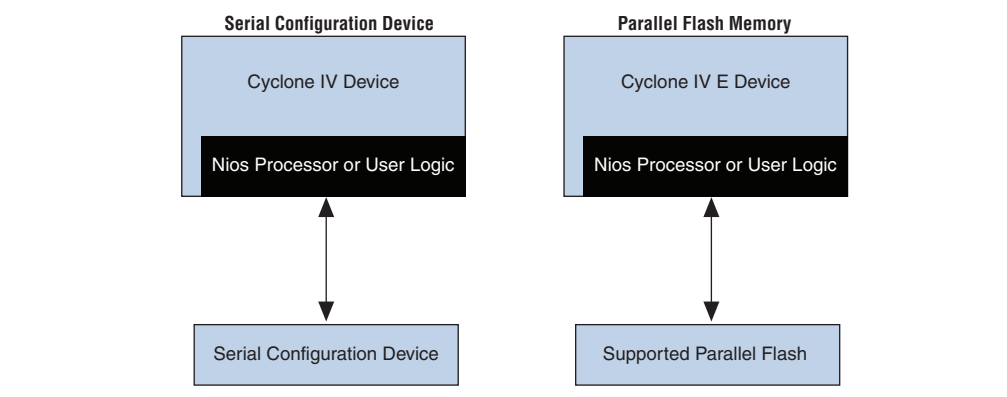 Serial Configuration Device
Cyclone IV Device
Nios Processor or User Logic
Serial Configuration Device
Parallel Flash Memory
Cyclone IV E Device
Nios Processor or User Logic
Supported Parallel Flash